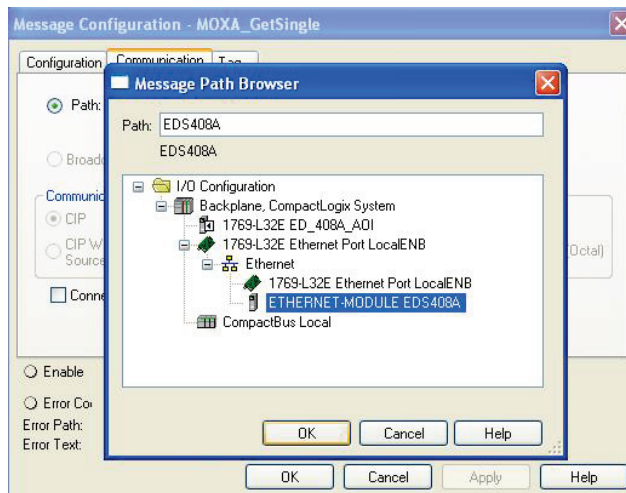 Message Configuration - MOXA_GetSingle
Configuration Communication Tag
Message Path Browser
Path:
Path: EDS408A
EDS408A
I/O Configuration
Backplane, CompactLogix System
1769-L32E ED_408A_AOI
1769-L32E Ethernet Port LocalENB
Ethernet
1769-L32E Ethernet Port LocalENB
ETHERNET-MODULE EDS408A
CompactBus Local
Broad
Communic
CIP
CIP W
Source
(Octal)
Conne
Enable
Error Co
Error Path:
Error Text:
OK Cancel Help
OK Cancel Apply Help